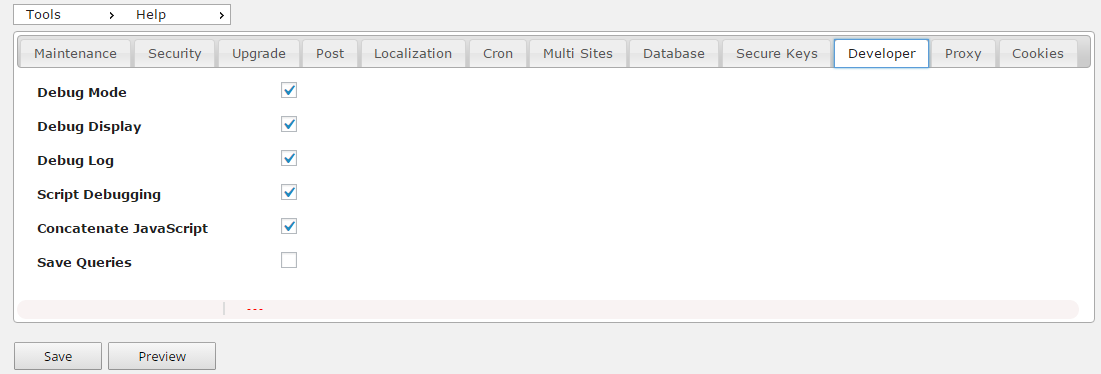 Tools Help
Maintenance Security Upgrade Post Localization Cron Multi Sites Database Secure Keys Developer Proxy Cookies
Debug Mode
Debug Display
Debug Log
Script Debugging
Concatenate JavaScript
Save Queries
---
Save Preview